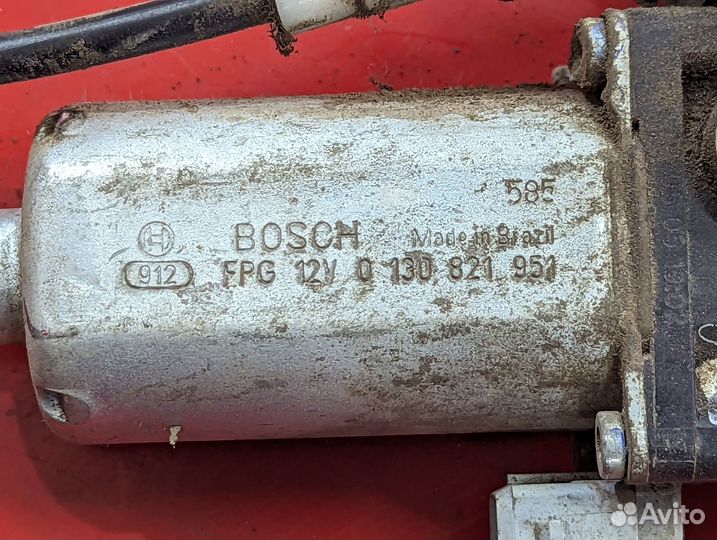 585
BOSCH Made in Brazil
912 FPG 12V 0 130 821 951
Avito